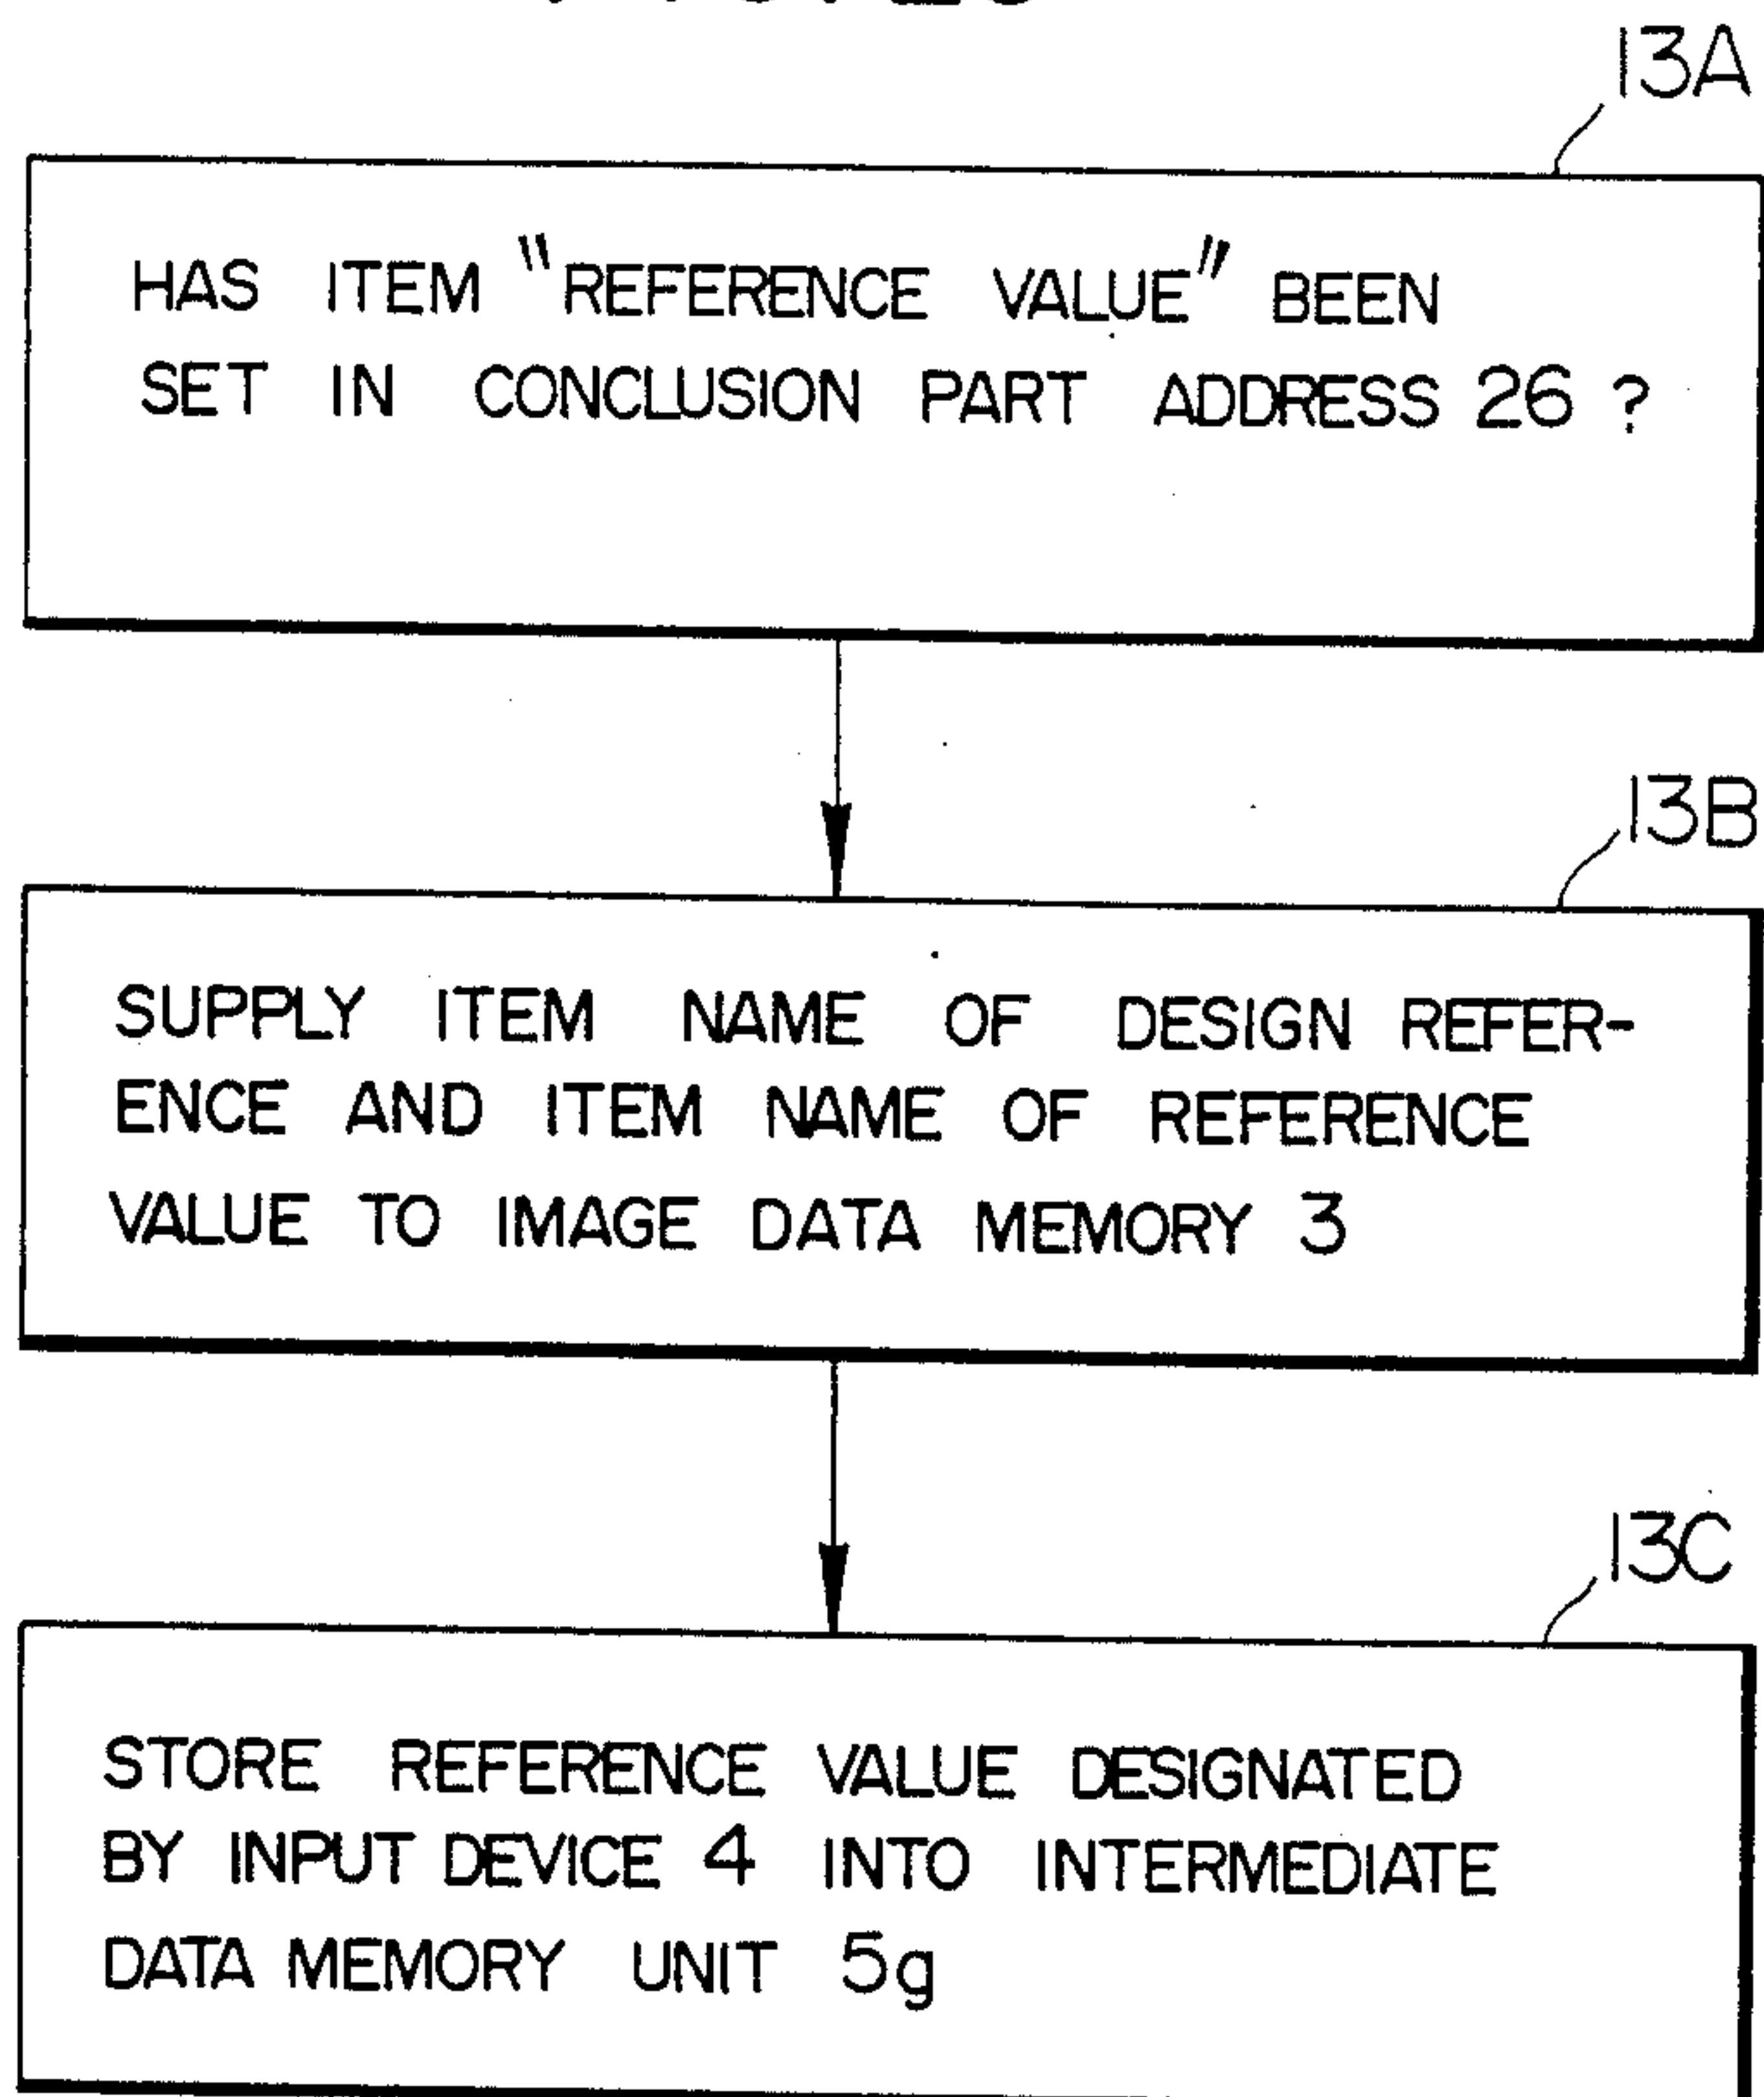 13A
HAS ITEM "REFERENCE VALUE" BEEN
SET IN CONCLUSION PART ADDRESS 26 ?
13B
SUPPLY ITEM NAME OF DESIGN REFER-
ENCE AND ITEM NAME OF REFERENCE
VALUE TO IMAGE DATA MEMORY 3
13C
STORE REFERENCE VALUE DESIGNATED
BY INPUT DEVICE 4 INTO INTERMEDIATE
DATA MEMORY UNIT 5g